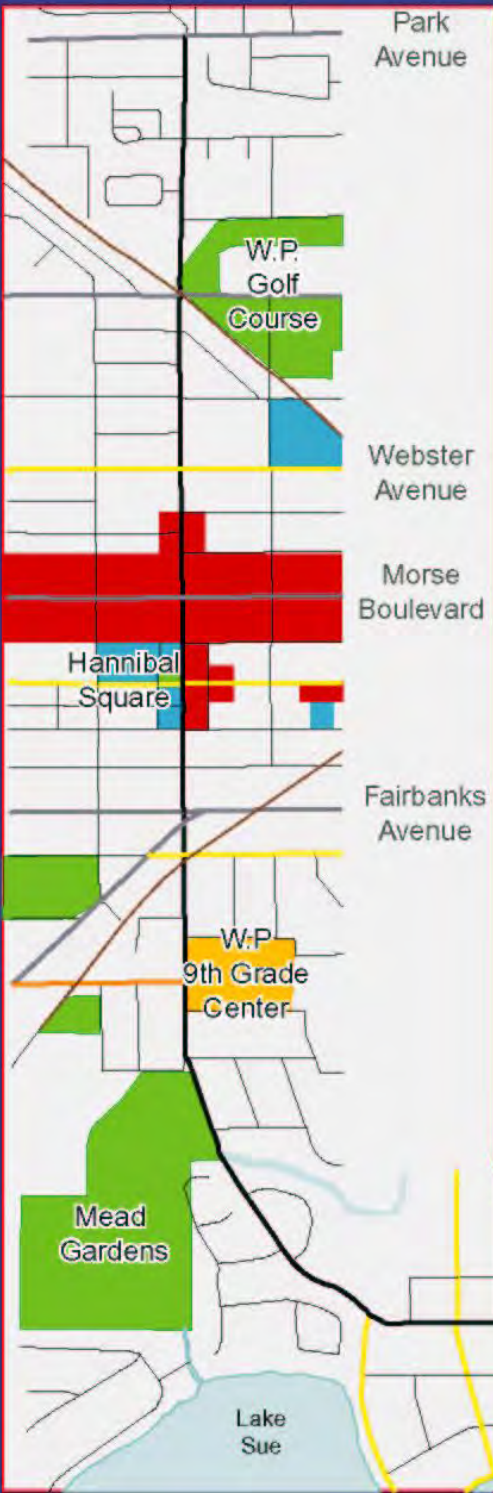 Park
Avenue
W.P.
Golf
Course
Webster
Avenue
Morse
Boulevard
Hannibal
Square
Fairbanks
Avenue
W.P
9th Grade
Center
Mead
Gardens
Lake
Sue